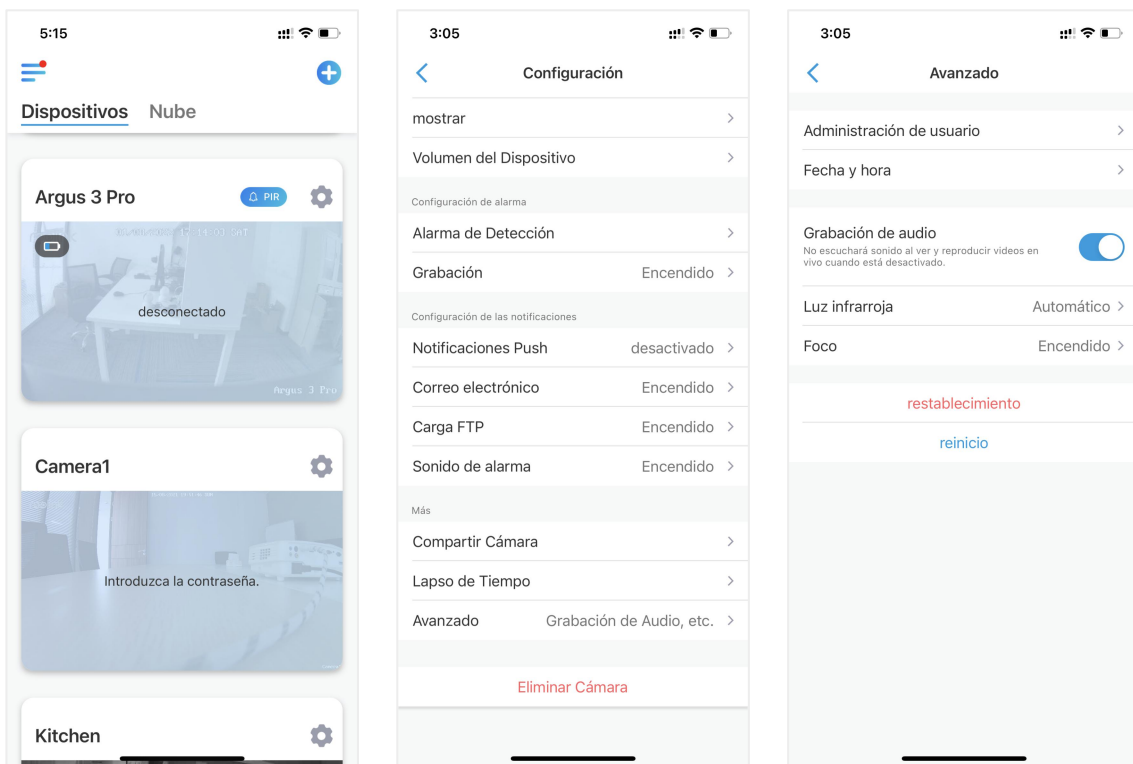 5:15
Dispositivos Nube
Argus 3 Pro
PIR
desconectado
Argus 3 Pro
Camera1
Introduzca la contraseña.
Kitchen
3:05
Configuración
mostrar
Volumen del Dispositivo
Configuración de alarma
Alarma de Detección
Grabación Encendido
Configuración de las notificaciones
Notificaciones Push desactivado
Correo electrónico Encendido
Carga FTP Encendido
Sonido de alarma Encendido
Más
Compartir Cámara
Lapso de Tiempo
Avanzado Grabación de Audio, etc.
Eliminar Cámara
3:05
Avanzado
Administración de usuario
Fecha y hora
Grabación de audio
No escuchará sonido al ver y reproducir videos en
vivo cuando está desactivado.
Luz infrarroja Automático
Foco Encendido
restablecimiento
reinicio